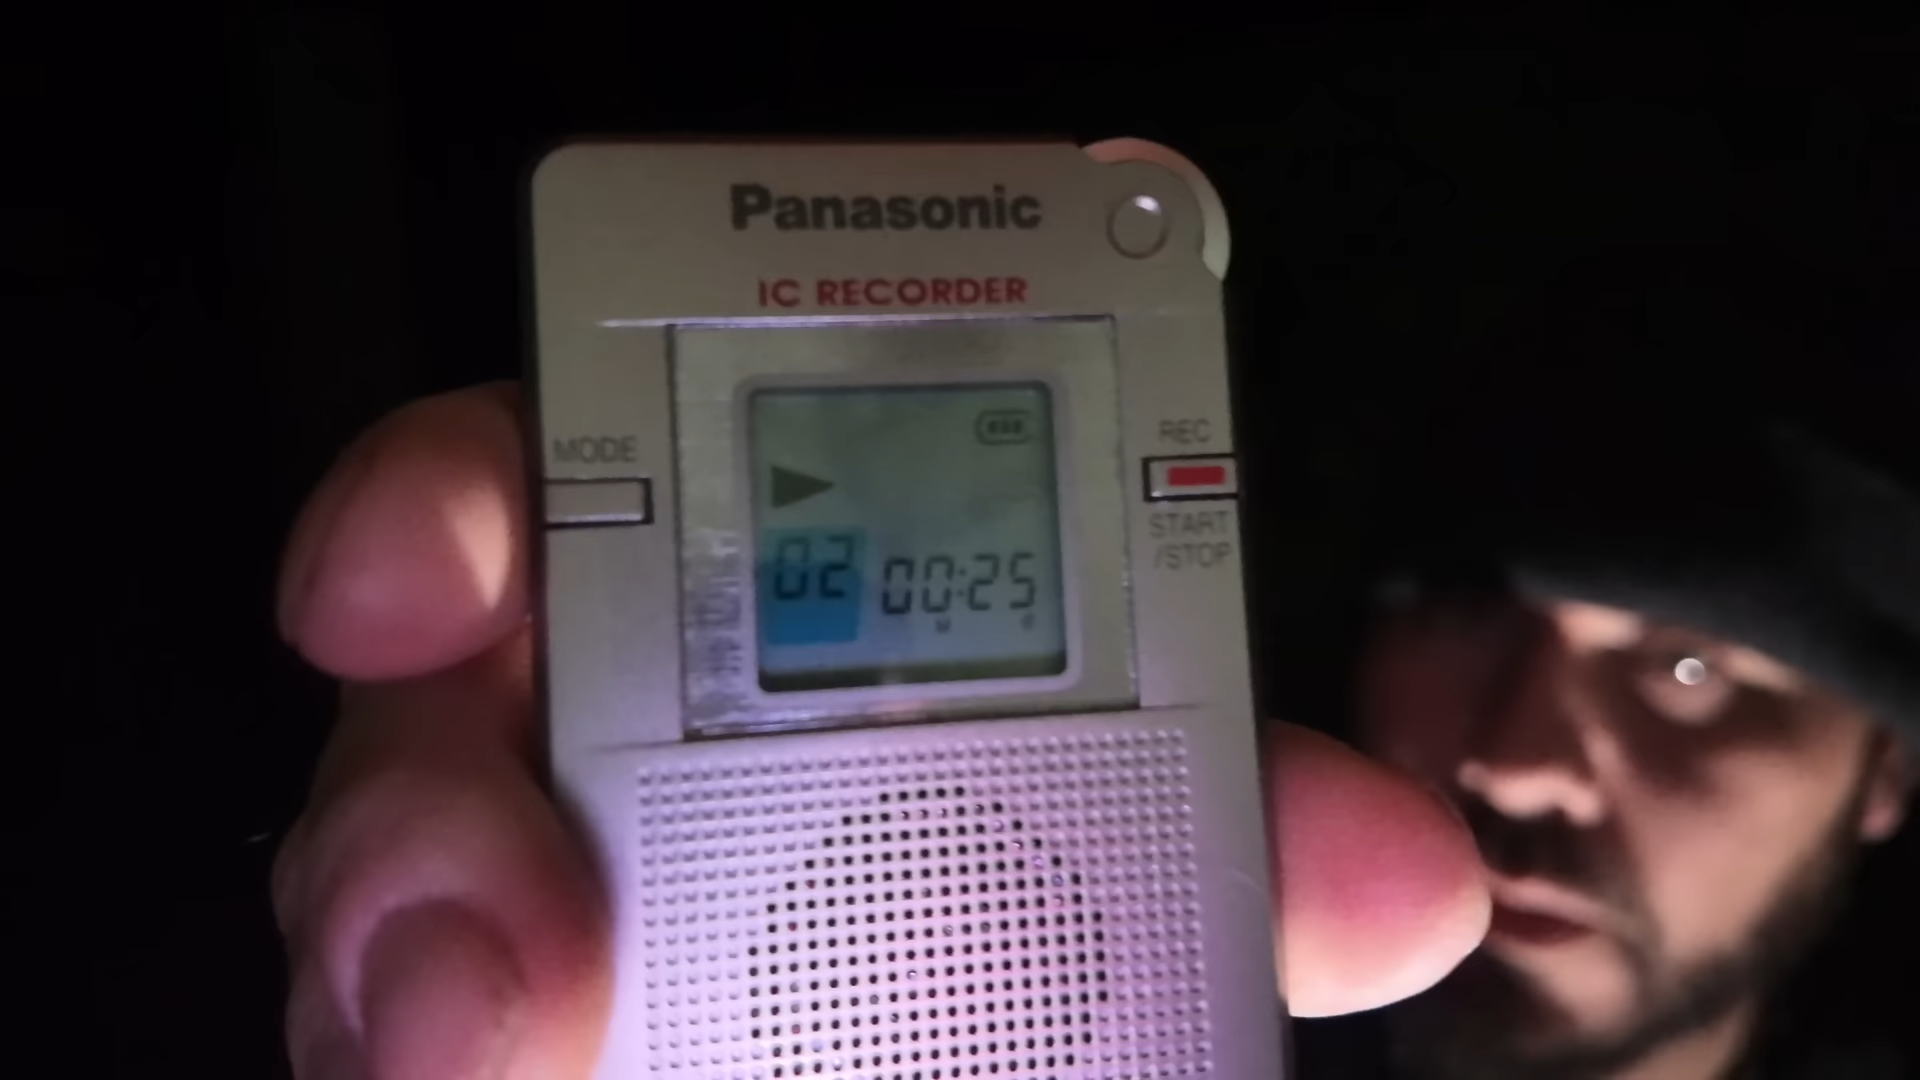 Panasonic
IC RECORDER
MODE
REC
02 00:25
START
/STOP